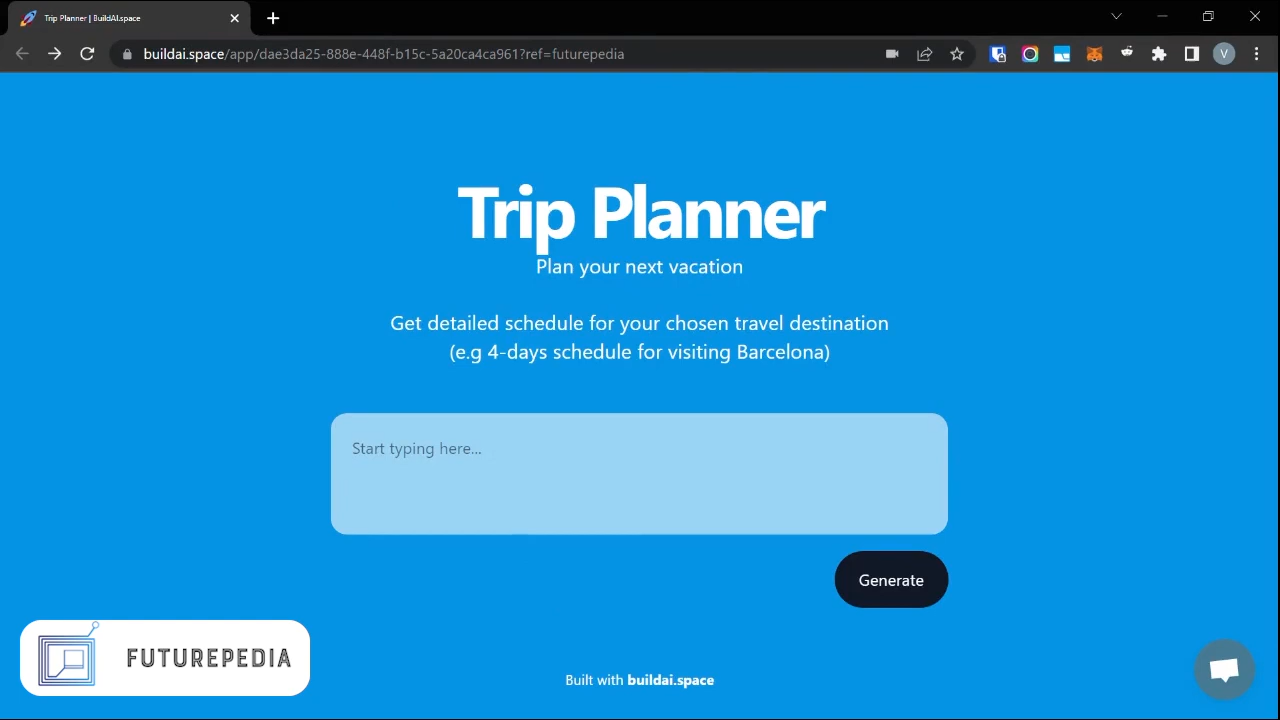 Trip Planner | BuildAI.space
buildai.space/app/dae3da25-888e-448f-b15c-5a20ca4ca961?ref=futurepedia
V
Trip Planner
Plan your next vacation
Get detailed schedule for your chosen travel destination
(e.g 4-days schedule for visiting Barcelona)
Start typing here...
Generate
FUTUREPEDIA
Built with buildai.space